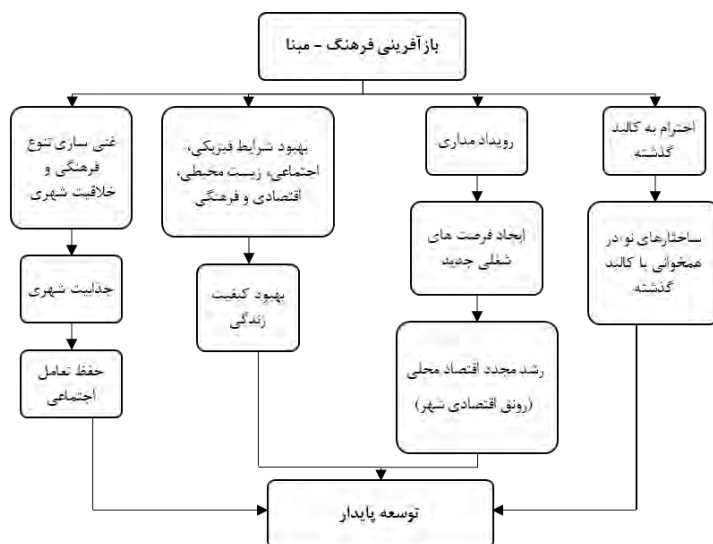 باز آفرینی فرهنگ - مبنا
احترام به کالبد
گذشته
ساختارهای نو در
همخوانی با کالبد
گذشته
رویداد مداری
ایجاد فرصت های
شغلی جدید
رشد مجدد اقتصاد محلی
(رونق اقتصادی شهر)
بهبود شرایط فیزیکی،
اجتماعی، زیست محیطی،
اقتصادی و فرهنگی
بهبود کیفیت
زندگی
غنی سازی تنوع
فرهنگی و
خلاقیت شهری
جذابیت شهری
حفظ تعامل
اجتماعی
توسعه پایدار